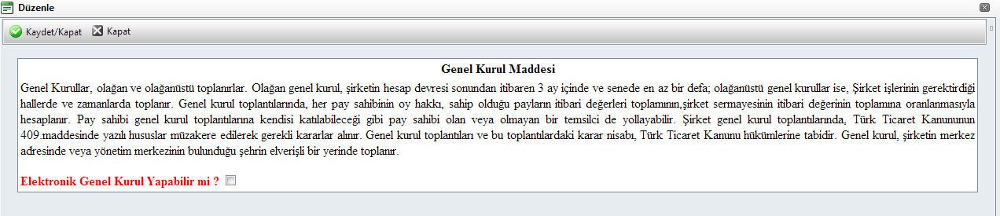 Düzenle
Kaydet/Kapat Kapat
Genel Kurul Maddesi
Genel Kurullar, olağan ve olağanüstü toplanırlar. Olağan genel kurul, şirketin hesap devresi sonundan itibaren 3 ay içinde ve senede en az bir defa; olağanüstü genel kurullar ise, Şirket işlerinin gerektirdiği
hallerde ve zamanlarda toplanır. Genel kurul toplantılarında, her pay sahibinin oy hakkı, sahip olduğu payların itibari değerleri toplamının,şirket sermayesinin itibari değerinin toplamına oranlanmasıyla
hesaplanır. Pay sahibi genel kurul toplantılarına kendisi katılabileceği gibi pay sahibi olan veya olmayan bir temsilci de yollayabilir. Şirket genel kurul toplantılarında, Türk Ticaret Kanununun
409.maddesinde yazılı hususlar müzakere edilerek gerekli kararlar alınır. Genel kurul toplantıları ve bu toplantılardaki karar nisabı, Türk Ticaret Kanunu hükümlerine tabidir. Genel kurul, şirketin merkez
adresinde veya yönetim merkezinin bulunduğu şehrin elverişli bir yerinde toplanır.
Elektronik Genel Kurul Yapabilir mi ?